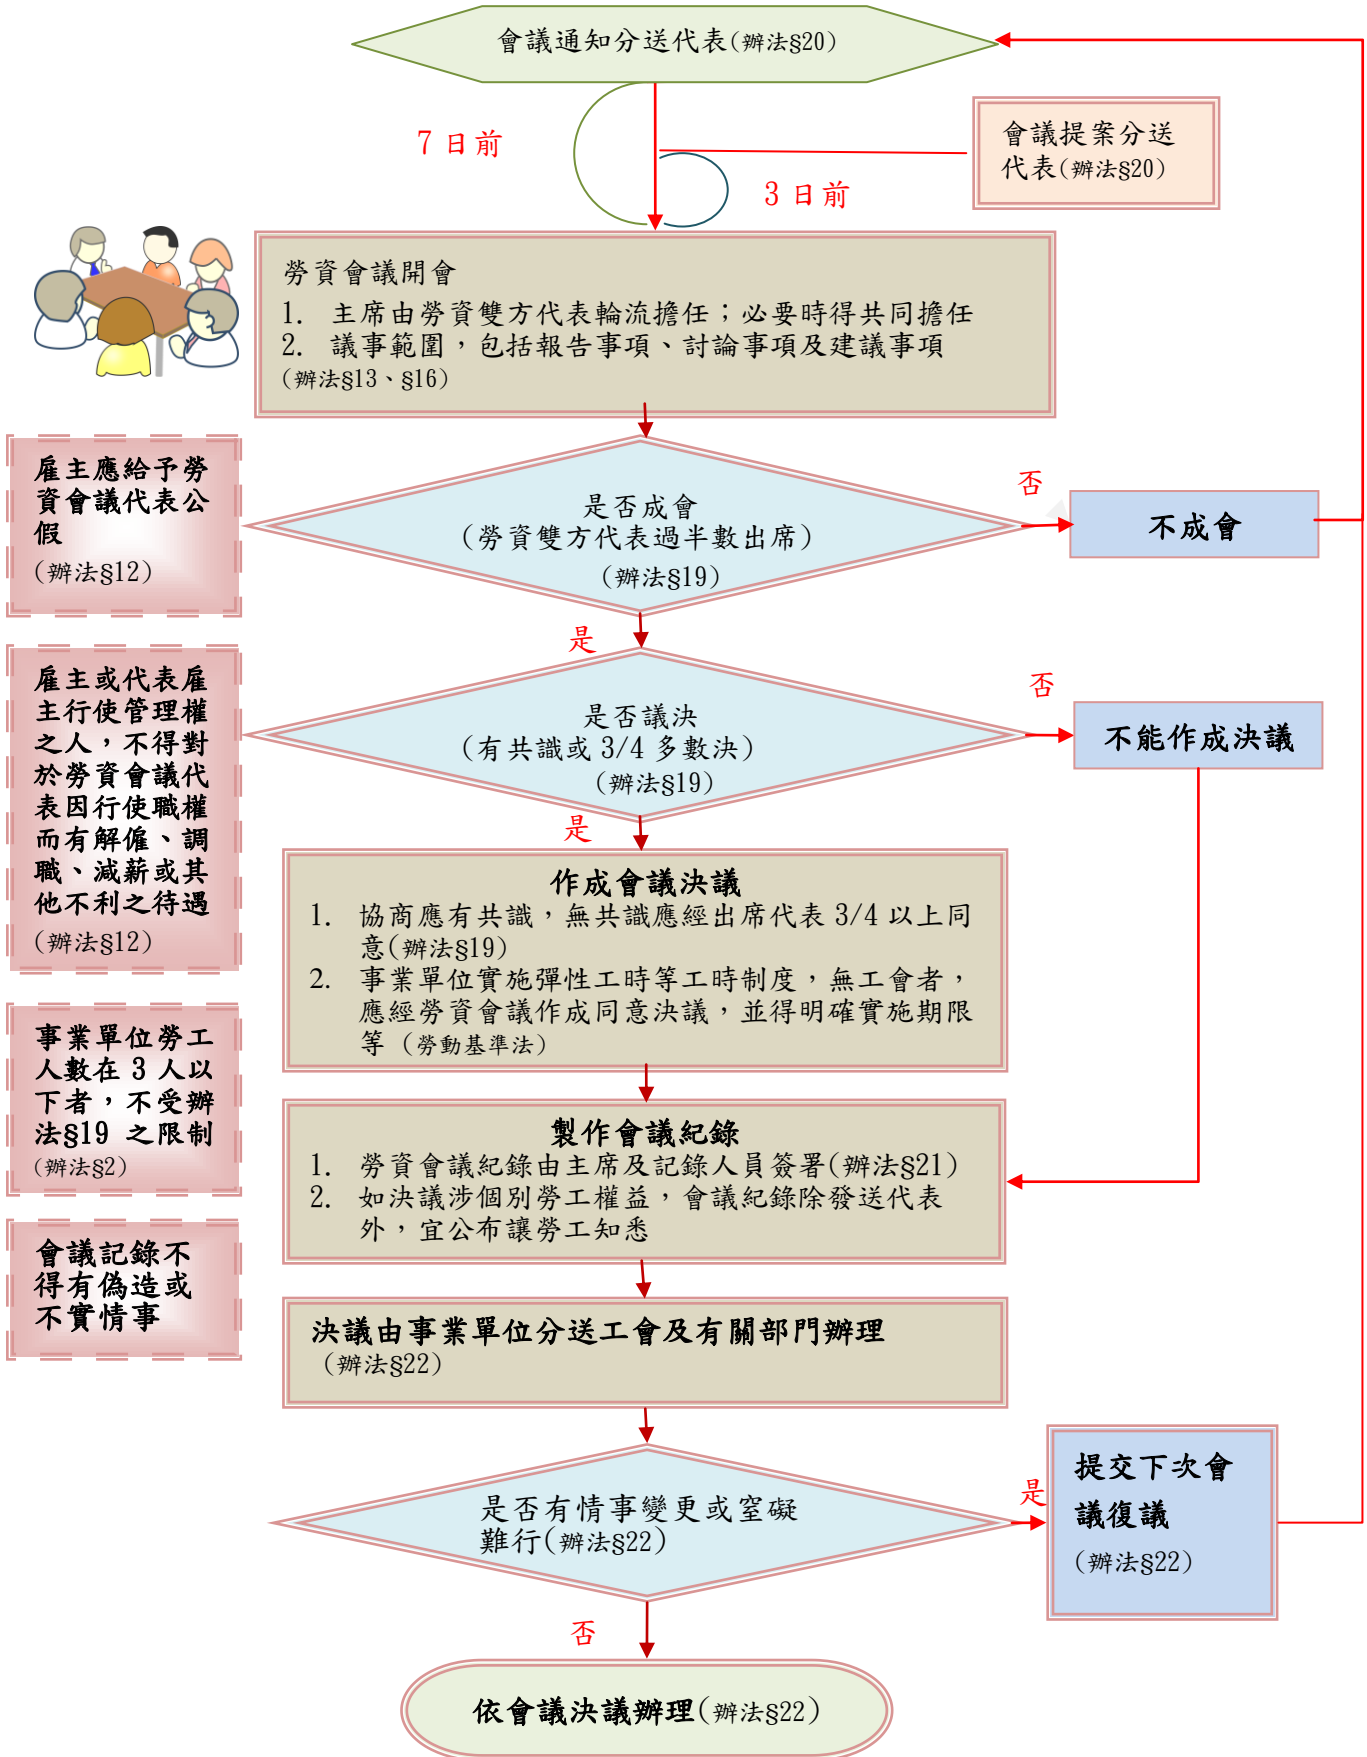 會議通知分送代表(辦法§20)
7 日前
會議提案分送
代表(辦法§20)
3 日前
勞資會議開會
1. 主席由勞資雙方代表輪流擔任；必要時得共同擔任
2. 議事範圍，包括報告事項、討論事項及建議事項
(辦法§13、§16)
雇主應給予勞
資會議代表公
假
(辦法§12)
是否成會
(勞資雙方代表過半數出席)
(辦法§19)
否
不成會
是
雇主或代表雇
主行使管理權
之人，不得對
於勞資會議代
表因行使職權
而有解僱、調
職、減薪或其
他不利之待遇
(辦法§12)
是否議決
(有共識或 3/4 多數決)
(辦法§19)
否
不能作成決議
是
作成會議決議
1. 協商應有共識，無共識應經出席代表 3/4 以上同
意(辦法§19)
2. 事業單位實施彈性工時等工時制度，無工會者，
應經勞資會議作成同意決議，並得明確實施期限
等 (勞動基準法)
事業單位勞工
人數在 3 人以
下者，不受辦
法§19 之限制
(辦法§2)
製作會議紀錄
1. 勞資會議紀錄由主席及記錄人員簽署(辦法§21)
2. 如決議涉個別勞工權益，會議紀錄除發送代表
外，宜公布讓勞工知悉
會議記錄不
得有偽造或
不實情事
決議由事業單位分送工會及有關部門辦理
(辦法§22)
是否有情事變更或窒礙
難行(辦法§22)
是
提交下次會
議復議
(辦法§22)
否
依會議決議辦理(辦法§22)